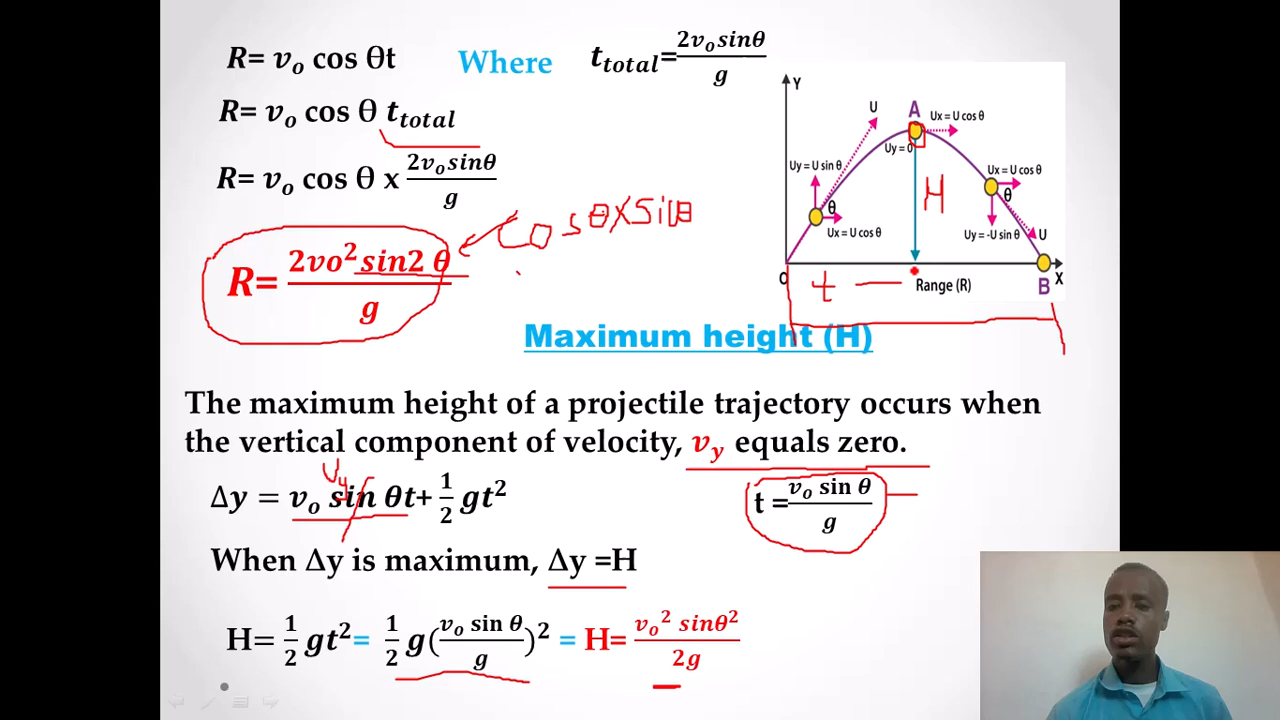 R= v₀ cos θt Where t_total= 2v₀sinθ / g
R= v₀ cos θ t_total
R= v₀ cos θ x 2v₀sinθ / g
cosθxsiθ
R= 2vo²sin2 θ / g
Y
A
U
Ux = U cos θ
Uy = 0
Uy = U sin θ
H
Ux = U cos θ
θ
θ
Ux = U cos θ
Uy = -U sin θ
U
O
t
Range (R)
B
X
Maximum height (H)
The maximum height of a projectile trajectory occurs when
the vertical component of velocity, v_y equals zero.
Vy
Δy = v₀ sin θt+ 1/2 gt²
t = v₀ sin θ / g
When Δy is maximum, Δy =H
H= 1/2 gt²= 1/2 g(v₀ sin θ / g)² = H= v₀² sinθ² / 2g